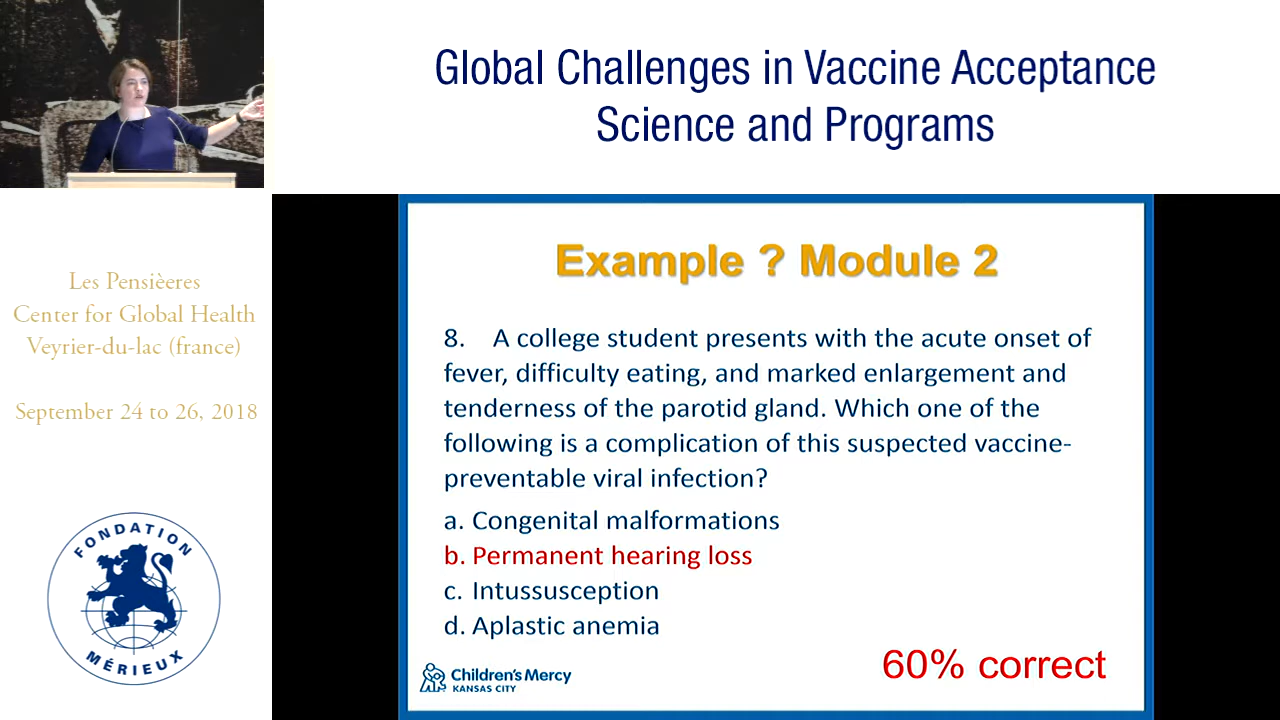 Global Challenges in Vaccine Acceptance
Science and Programs
Les Pensièeres
Center for Global Health
Veyrier-du-lac (france)
September 24 to 26, 2018
FONDATION
MÉRIEUX
Example ? Module 2
8. A college student presents with the acute onset of
fever, difficulty eating, and marked enlargement and
tenderness of the parotid gland. Which one of the
following is a complication of this suspected vaccine-
preventable viral infection?
a. Congenital malformations
b. Permanent hearing loss
c. Intussusception
d. Aplastic anemia
60% correct
Children's Mercy
KANSAS CITY